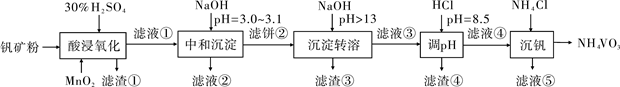 30%H₂SO₄ NaOH NaOH HCl NH₄Cl
pH=3.0~3.1 pH>13 pH=8.5
钒矿粉 酸浸氧化 滤液① 中和沉淀 滤饼② 沉淀转溶 滤液③ 调pH 滤液④ 沉钒 NH₄VO₃
MnO₂ 滤渣① 滤液② 滤渣③ 滤渣④ 滤液⑤